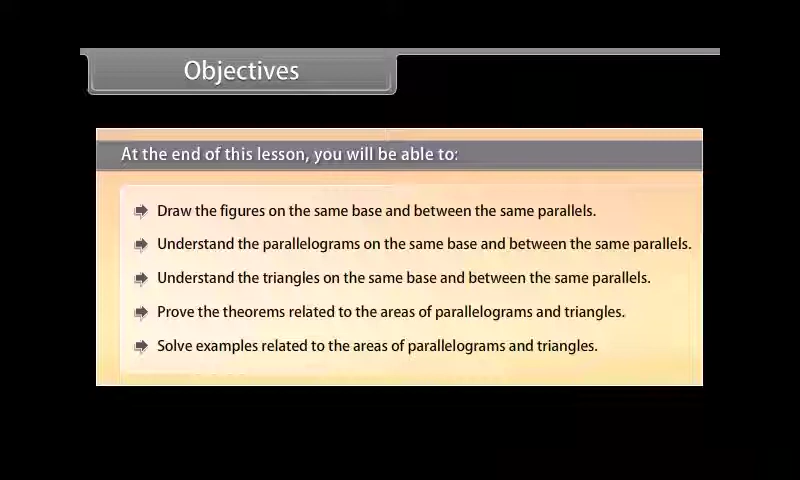 Objectives
At the end of this lesson, you will be able to:
Draw the figures on the same base and between the same parallels.
Understand the parallelograms on the same base and between the same parallels.
Understand the triangles on the same base and between the same parallels.
Prove the theorems related to the areas of parallelograms and triangles.
Solve examples related to the areas of parallelograms and triangles.